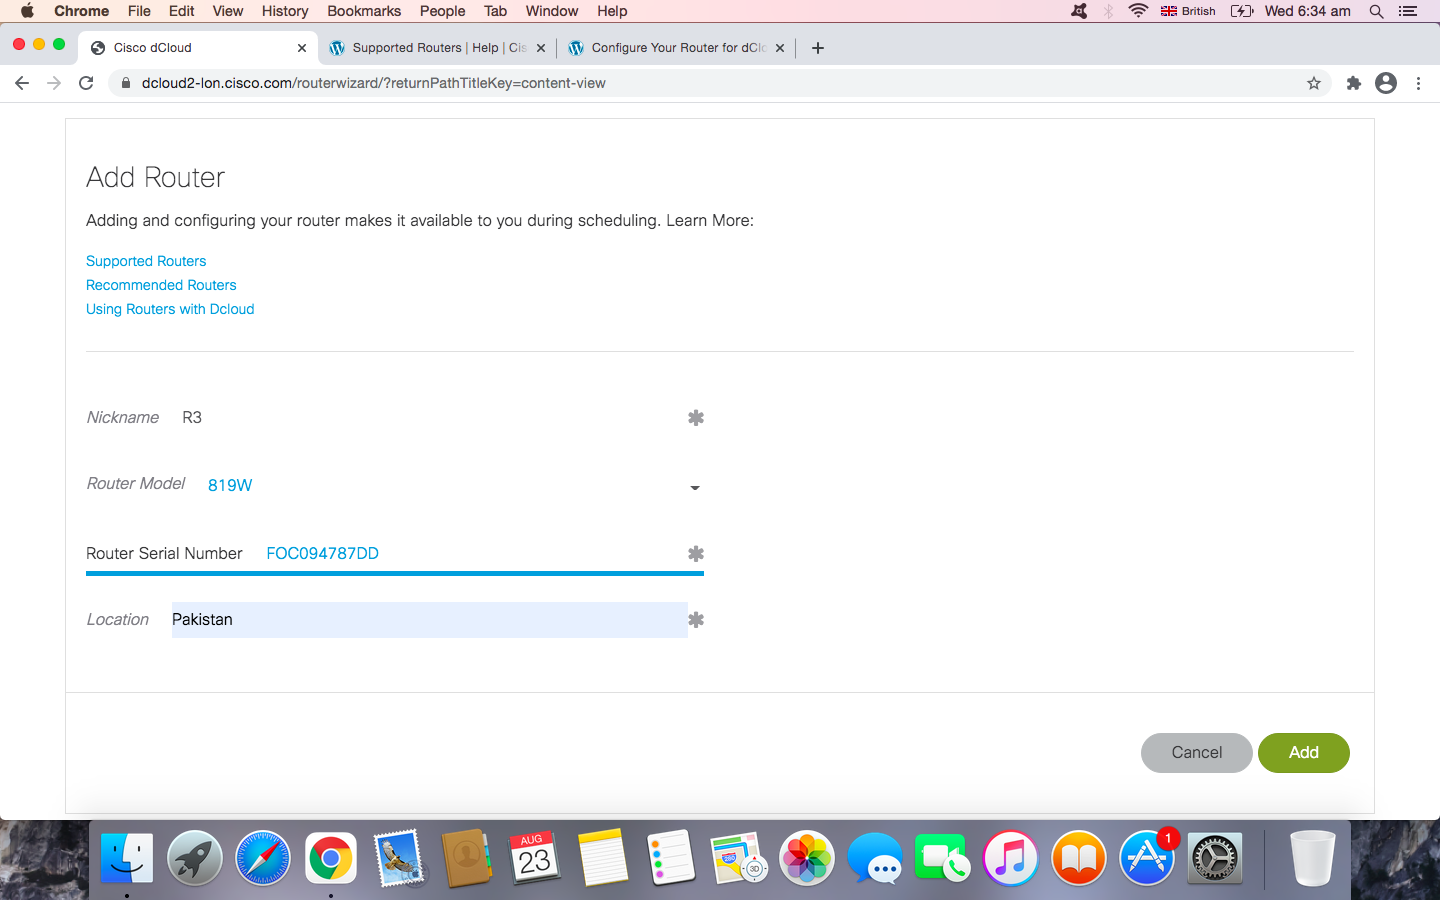 Chrome File Edit View History Bookmarks People Tab Window Help British Wed 6:34 am
Cisco dCloud Supported Routers | Help | Cis Configure Your Router for dClo
dcloud2-lon.cisco.com/routerwizard/?returnPathTitleKey=content-view
Add Router
Adding and configuring your router makes it available to you during scheduling. Learn More:
Supported Routers
Recommended Routers
Using Routers with Dcloud
Nickname R3
Router Model 819W
Router Serial Number FOC094787DD
Location Pakistan
Cancel Add
AUG
23
280
3D
1